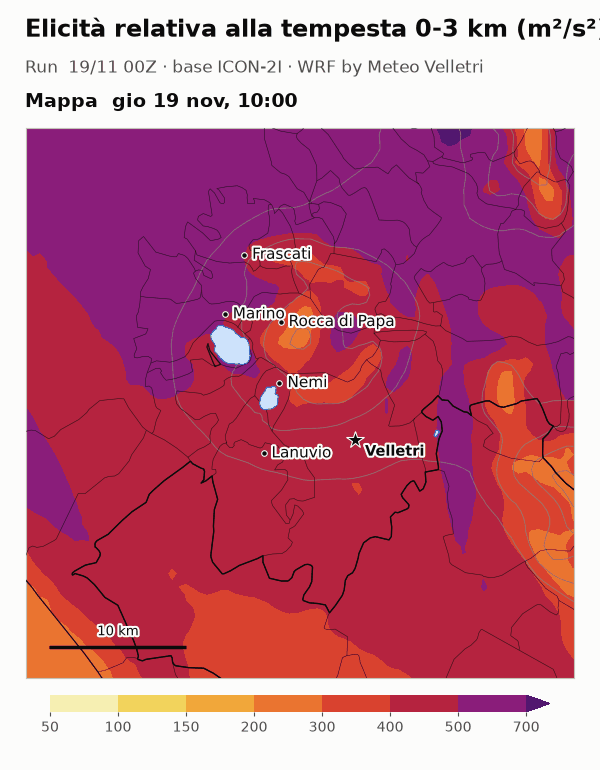 Elicità relativa alla tempesta 0-3 km (m²/s²)
Run  19/11 00Z · base ICON-2I · WRF by Meteo Velletri
Mappa  gio 19 nov, 10:00
Frascati
Marino
Rocca di Papa
Nemi
Velletri
Lanuvio
10 km
50 100 150 200 300 400 500 700